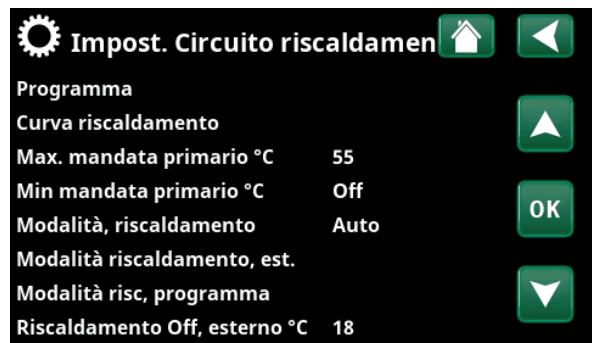 Impost. Circuito riscaldamen
Programma
Curva riscaldamento
Max. mandata primario °C 55
Min mandata primario °C Off
Modalità, riscaldamento Auto
OK
Modalità riscaldamento, est.
Modalità risc, programma
Riscaldamento Off, esterno °C 18